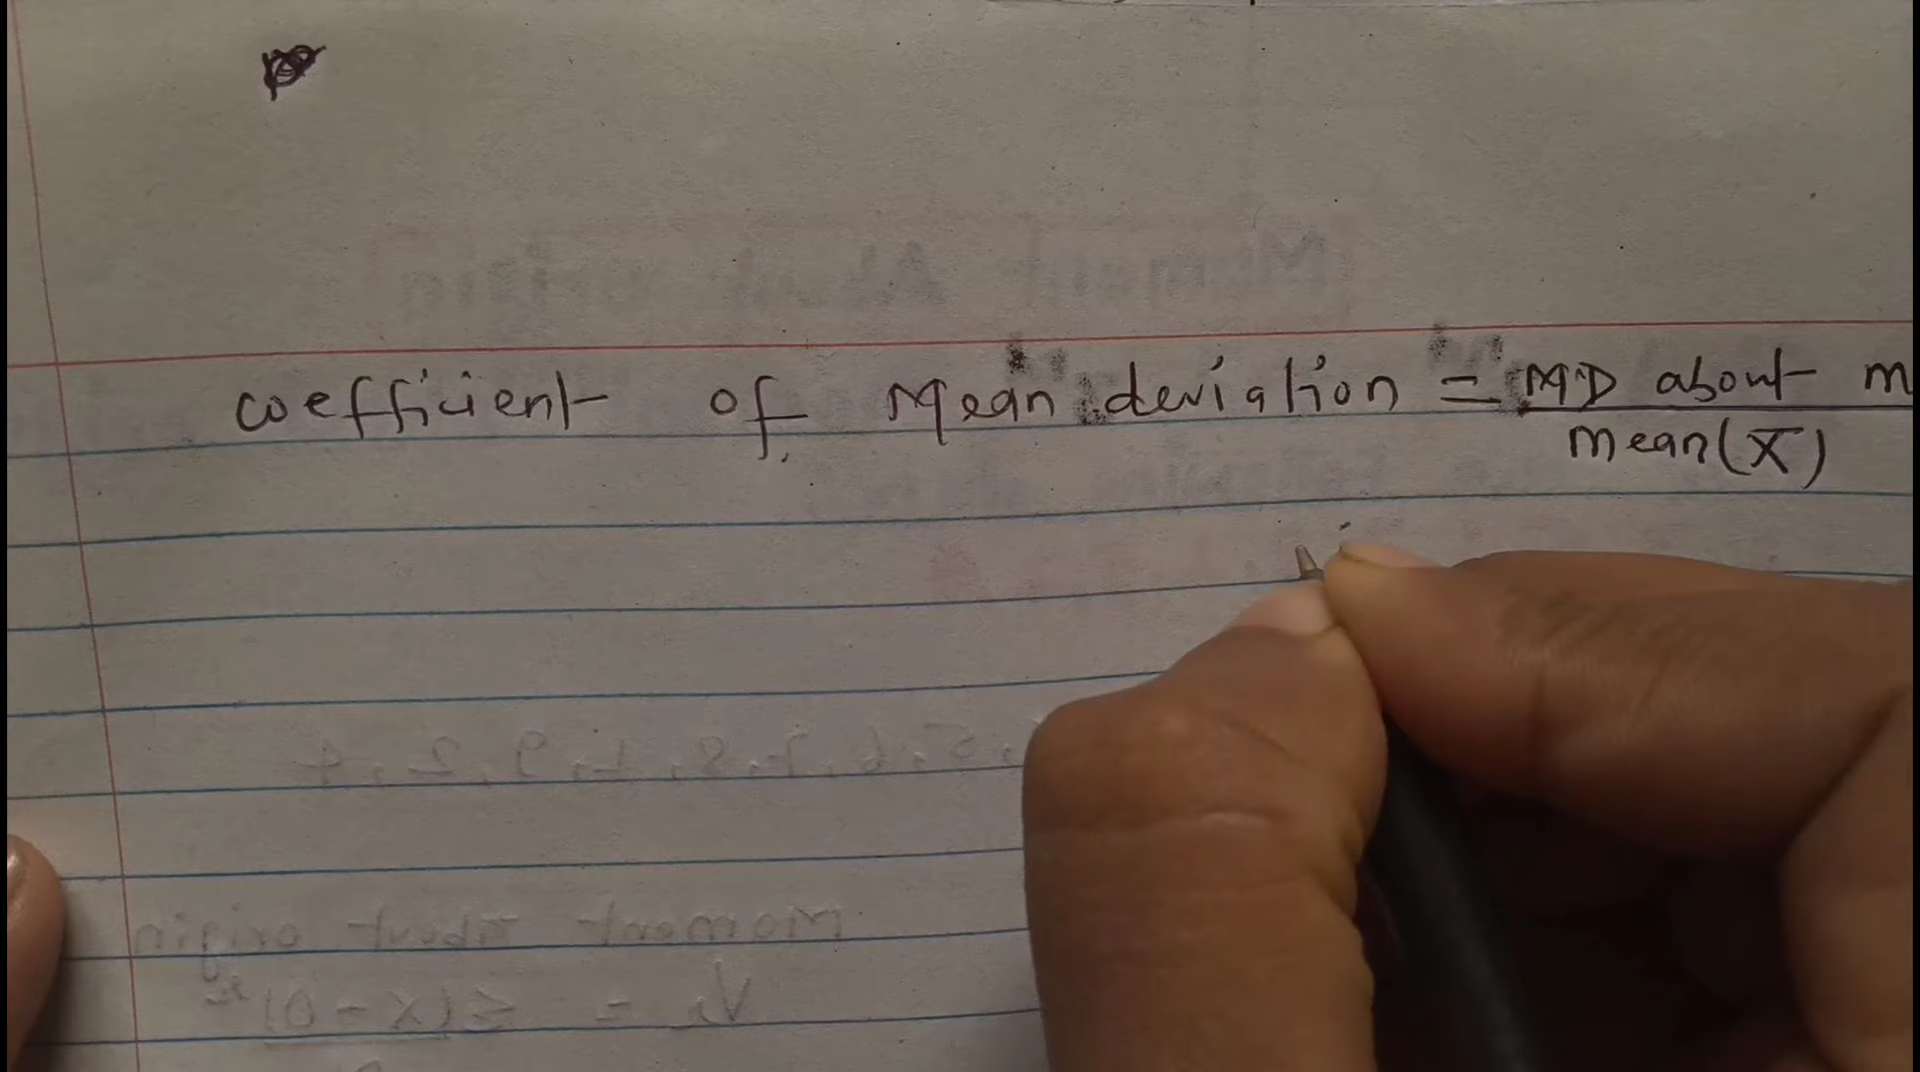 coefficient of Mean deviation = MD about m
mean(X̅)